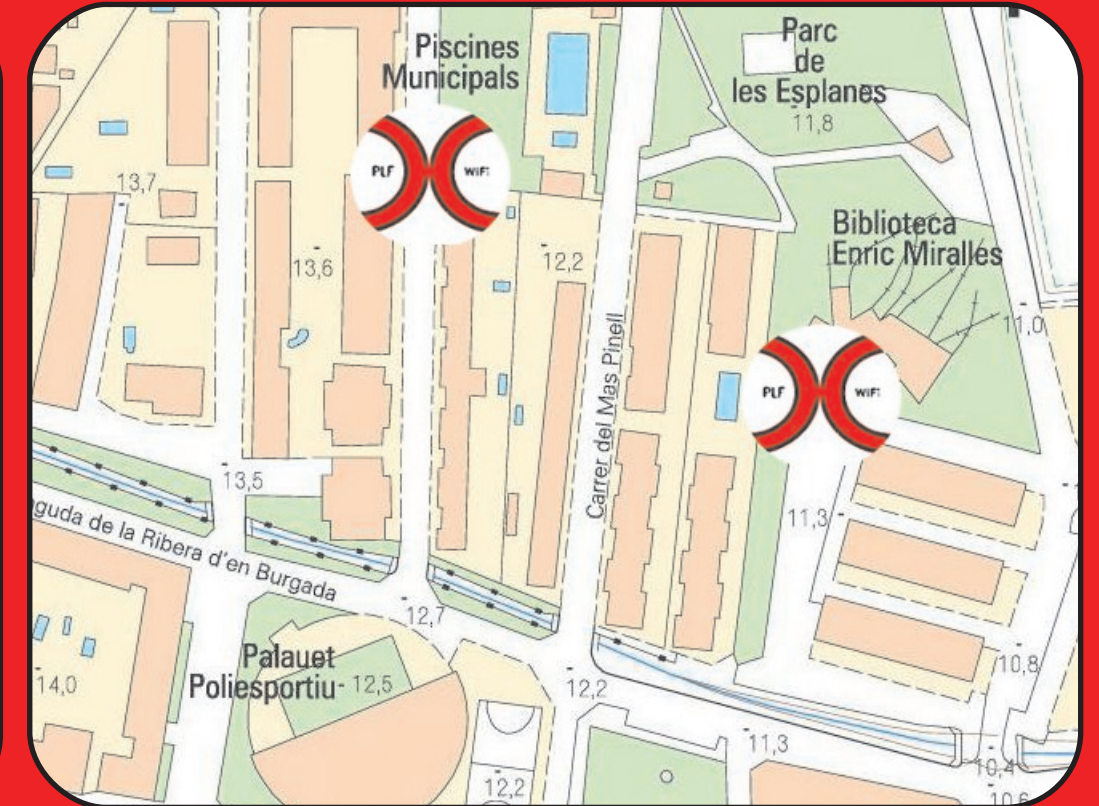 Piscines
Municipals
Parc
de
les Esplanes
11,8
PLF WIFI
13,7
Biblioteca
Enric Miralles
13,6
12,2
11,0
Carrer del Mas Pinell
PLF WIFI
13,5
11,3
guda de la Ribera d'en Burgada
12,7
Palauet
Poliesportiu
12,5
14,0
12,2
10,8
11,3
10,4
10,6
12,2